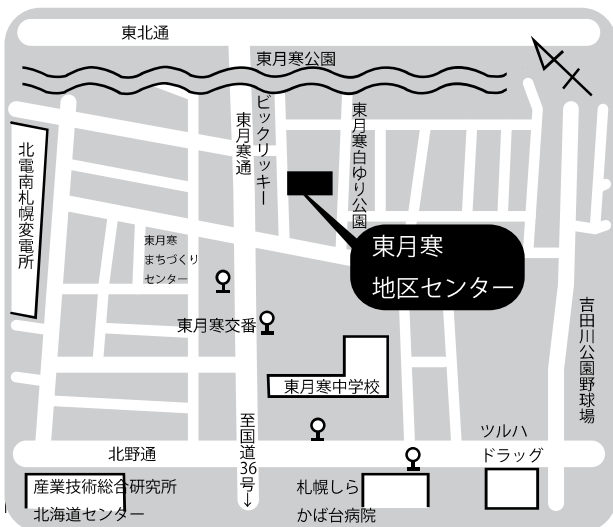 東北通
東月寒公園
ビックリッキー
東月寒通
東月寒白ゆり公園
北電南札幌変電所
東月寒
まちづくり
センター
東月寒
地区センター
東月寒交番
吉田川公園野球場
東月寒中学校
至国道36号↓
北野通
ツルハ
ドラッグ
産業技術総合研究所
北海道センター
札幌しら
かば台病院